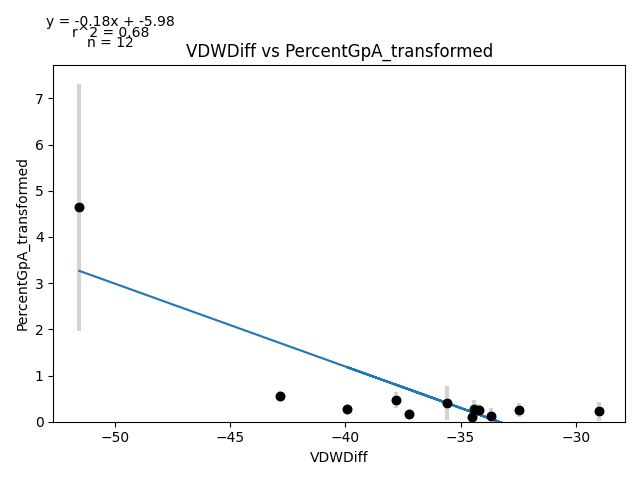 y = -0.18x + -5.98
r^2 = 0.68
n = 12
VDWDiff vs PercentGpA_transformed
PercentGpA_transformed
7
6
5
4
3
2
1
0
−50
−45
−40
−35
−30
VDWDiff